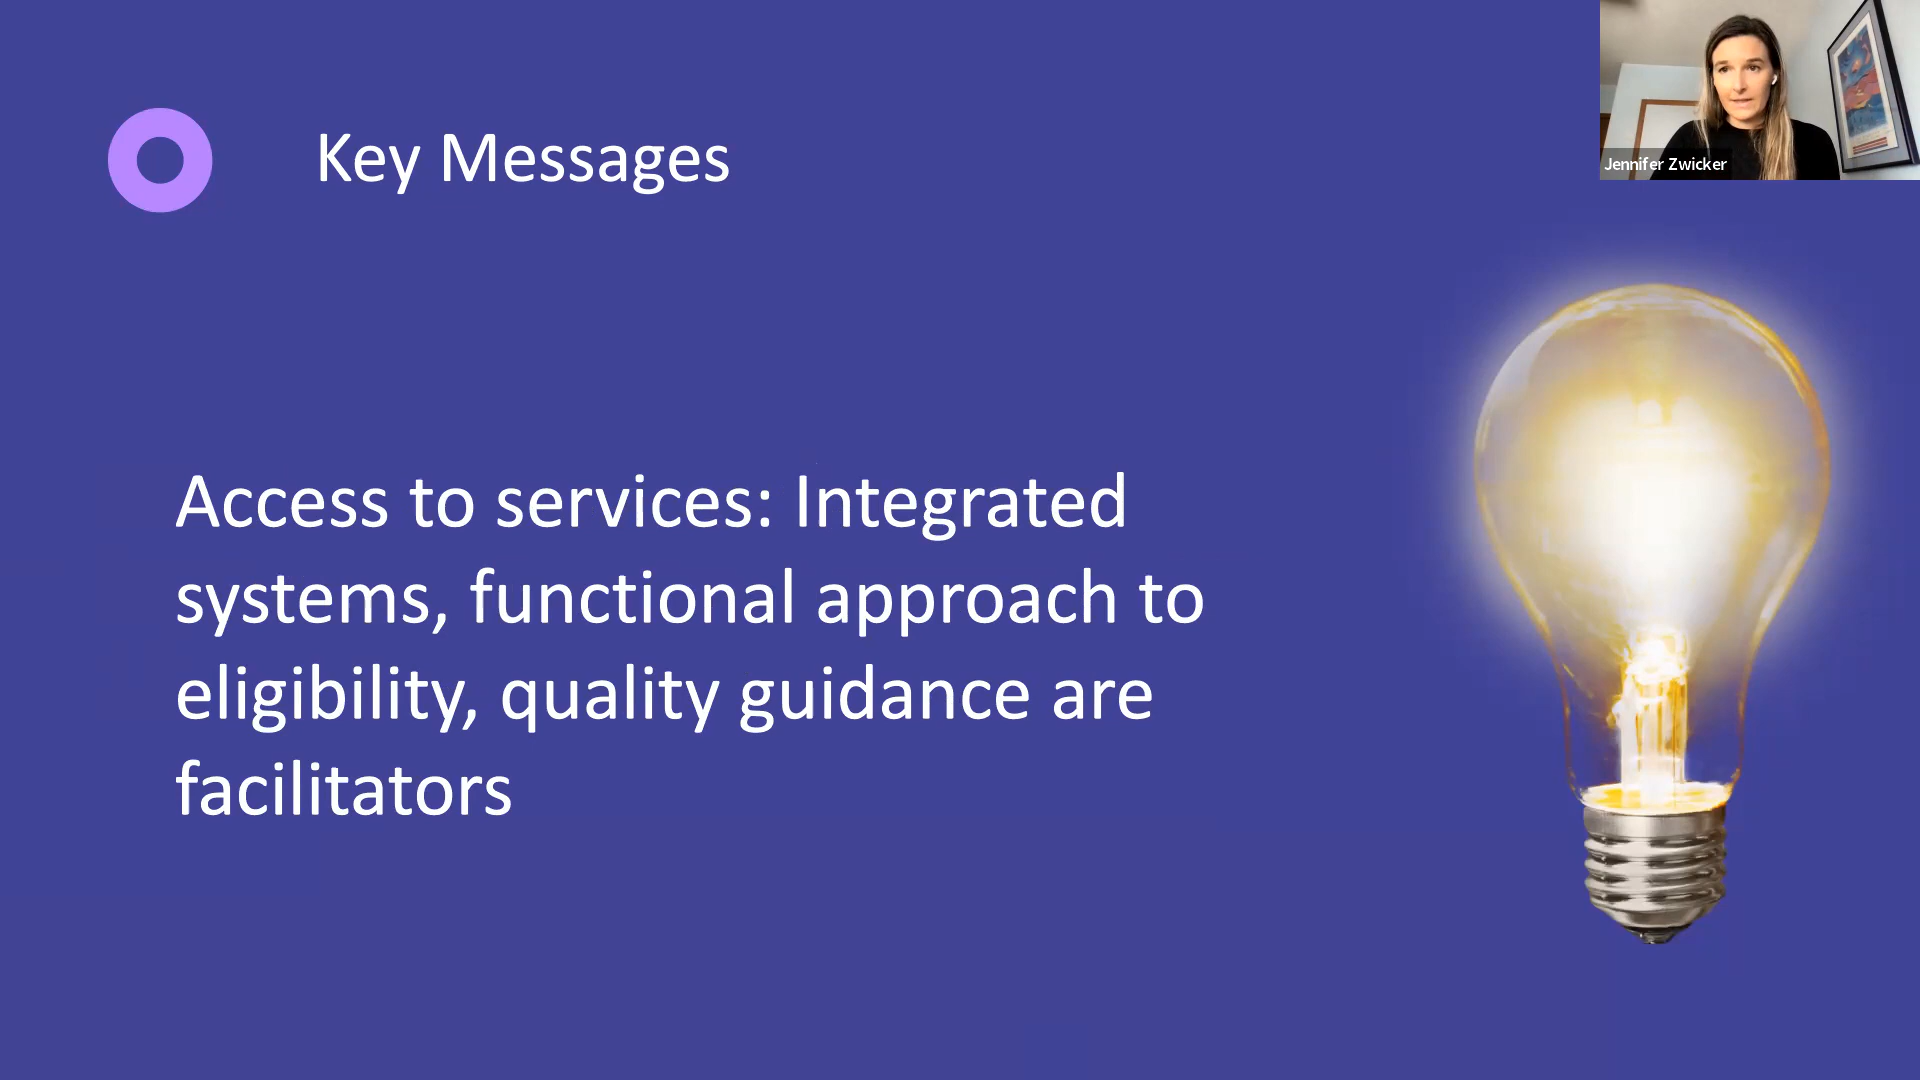 Key Messages
Jennifer Zwicker
Access to services: Integrated
systems, functional approach to
eligibility, quality guidance are
facilitators